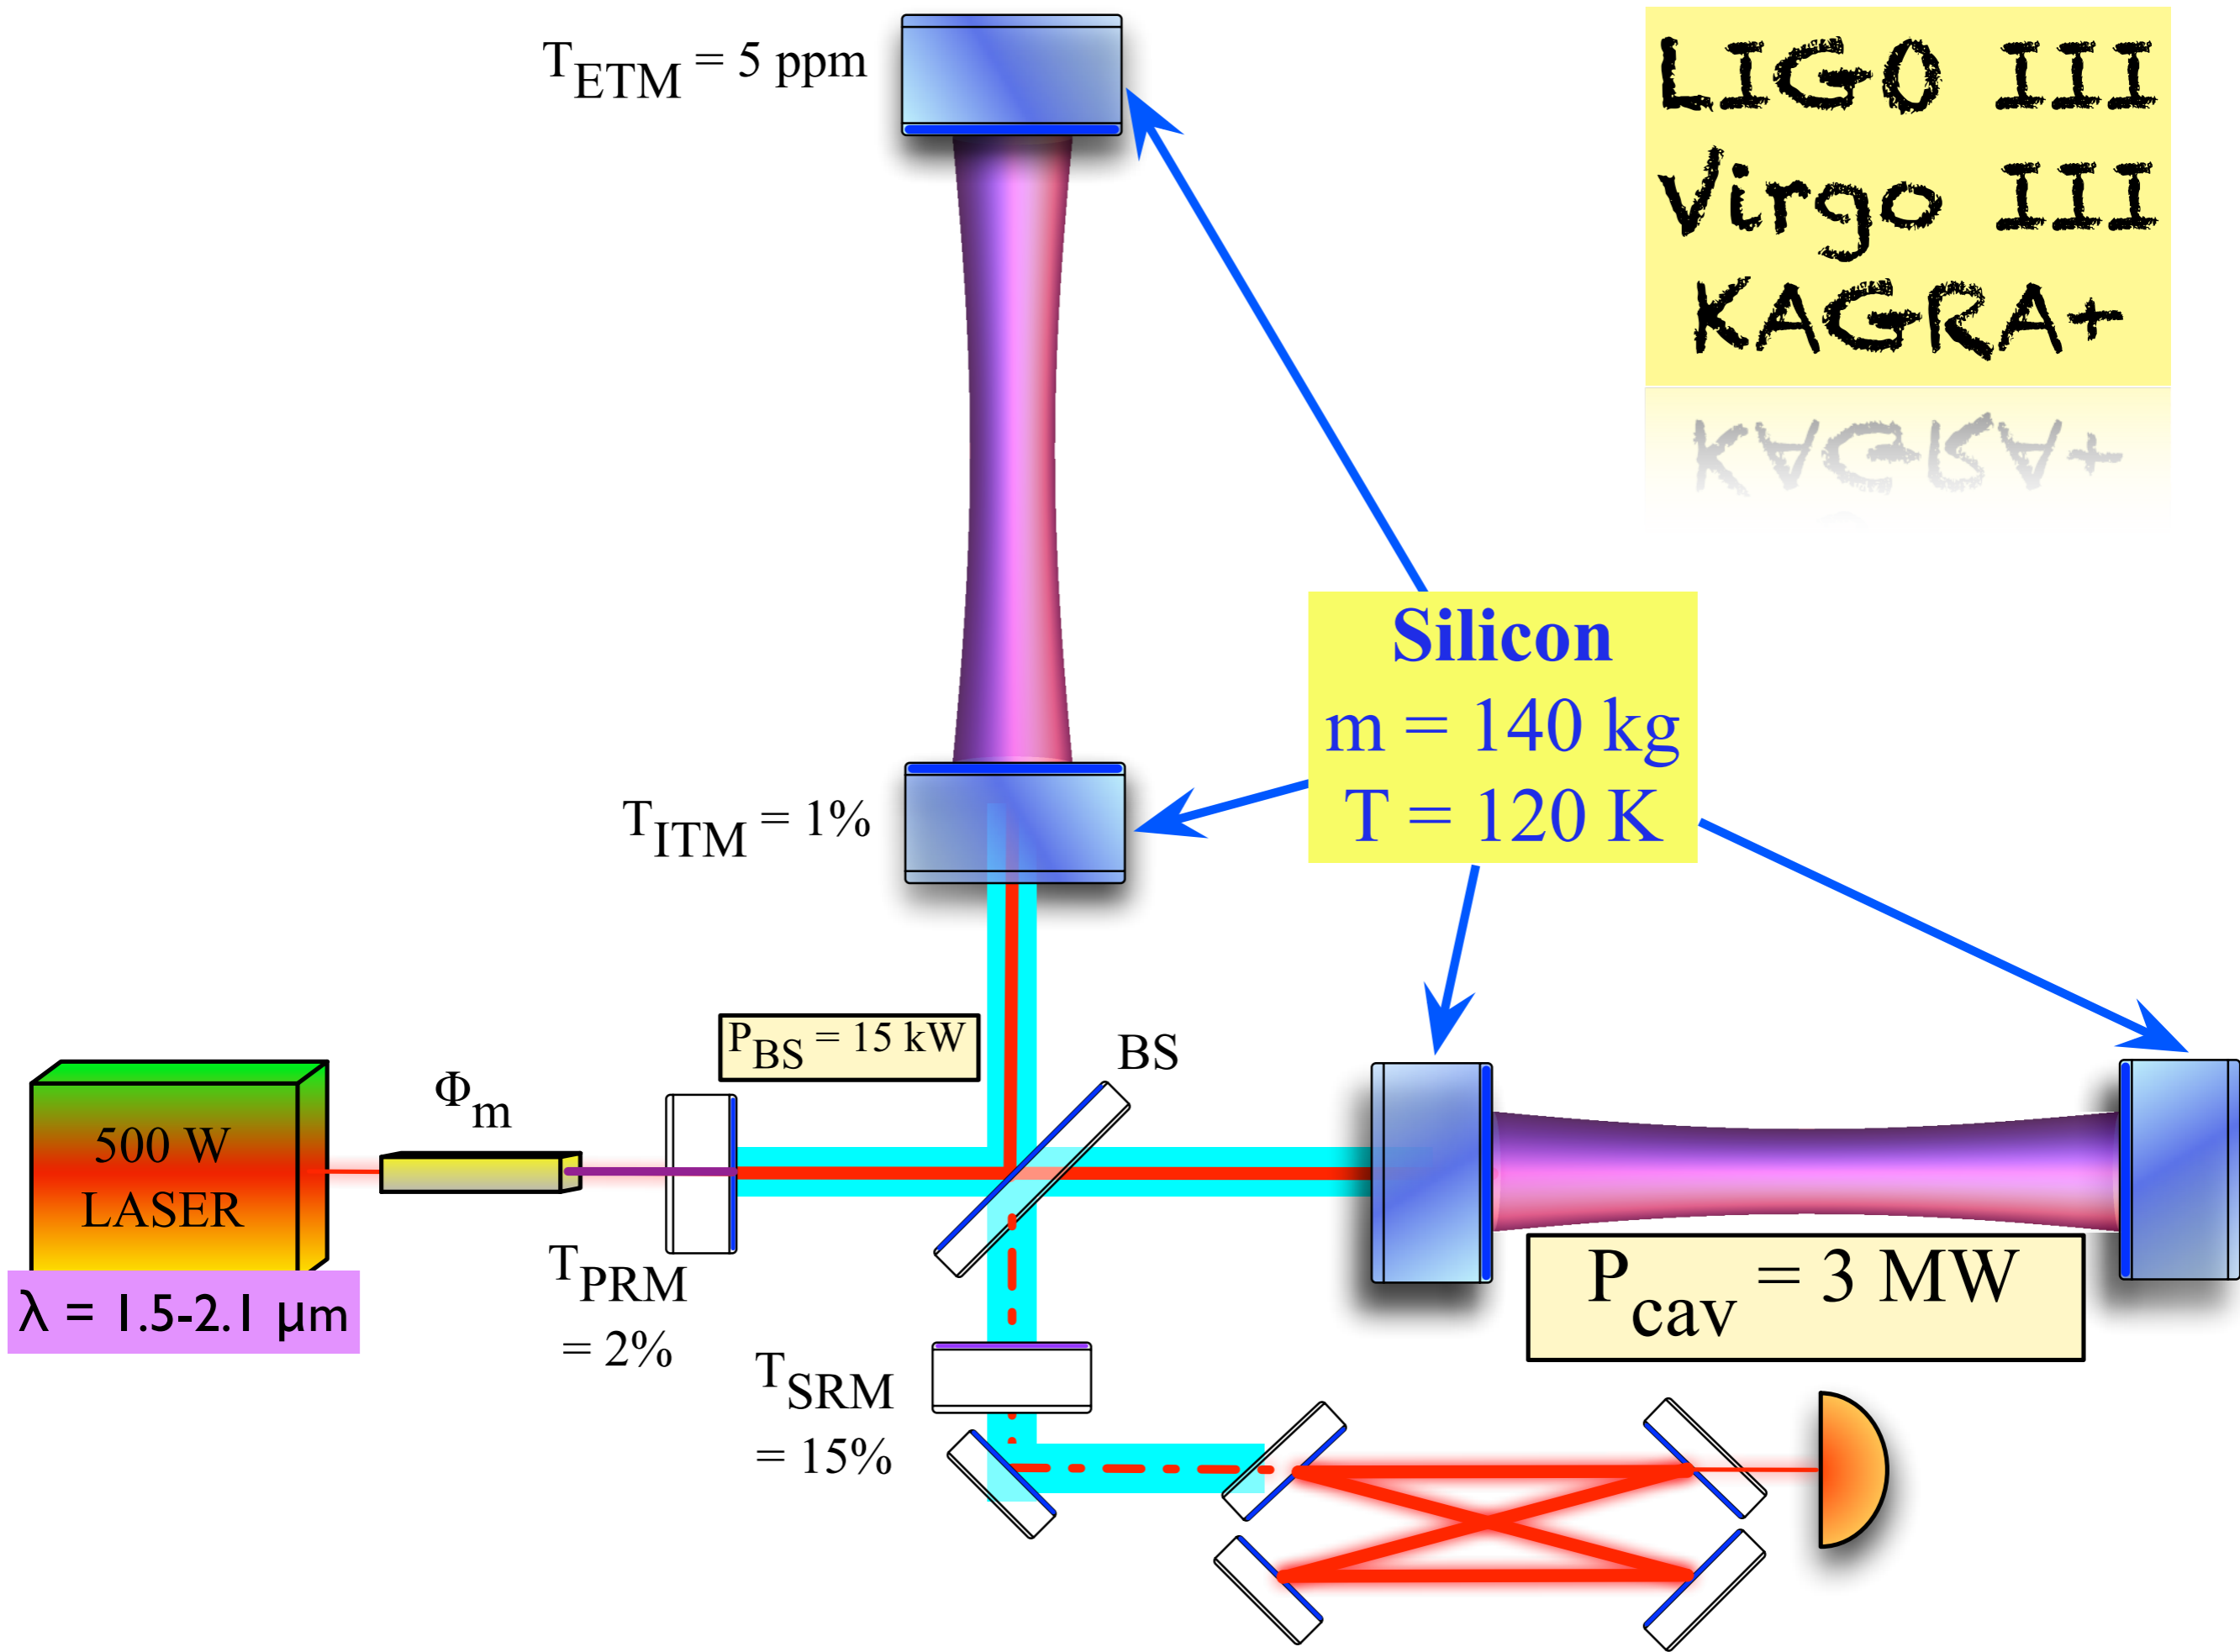 T_ETM = 5 ppm
LIGO III
Virgo III
KAGRA+
Silicon
m = 140 kg
T = 120 K
T_ITM = 1%
P_BS = 15 kW
BS
Φ_m
500 W
LASER
λ = 1.5-2.1 μm
T_PRM
= 2%
P_cav = 3 MW
T_SRM
= 15%